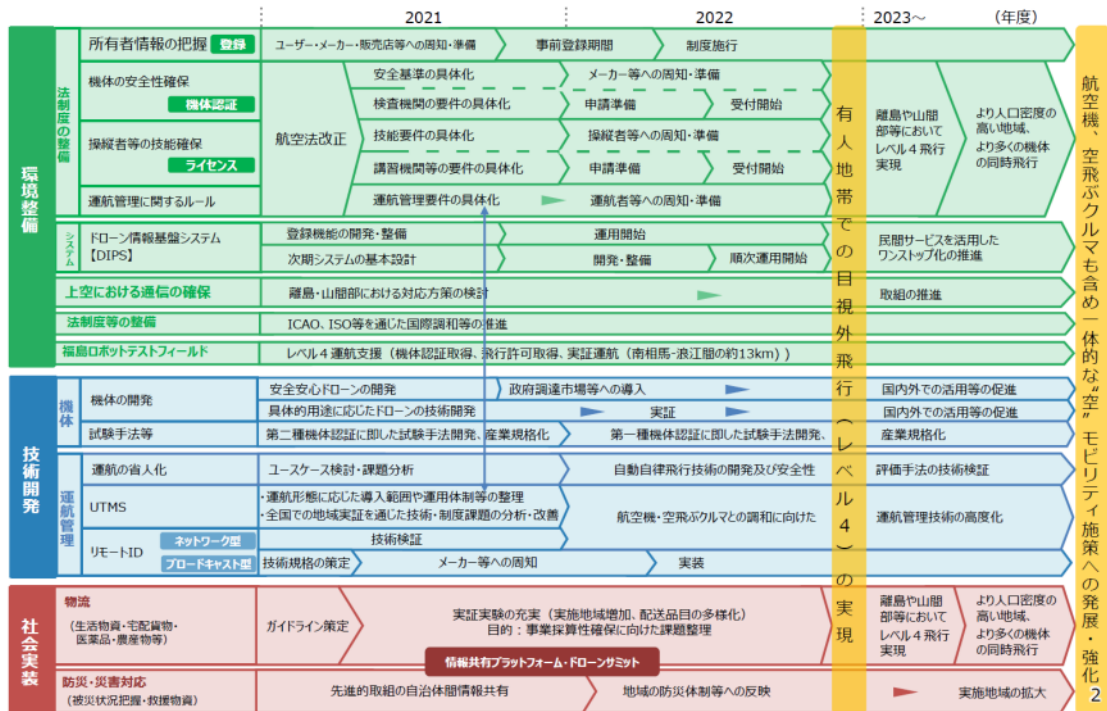 2021
2022
2023～
(年度)
環境整備
法制度の整備
所有者情報の把握 登録
ユーザー・メーカー・販売店等への周知・準備
事前登録期間
制度施行
機体の安全性確保
機体認証
航空法改正
安全基準の具体化
メーカー等への周知・準備
検査機関の要件の具体化
申請準備
受付開始
操縦者等の技能確保
ライセンス
技能要件の具体化
操縦者等への周知・準備
講習機関等の要件の具体化
申請準備
受付開始
運航管理に関するルール
運航管理要件の具体化
運航者等への周知・準備
離島や山間
部等において
レベル４飛行
実現
より人口密度の
高い地域、
より多くの機体
の同時飛行
システム
ドローン情報基盤システム
【DIPS】
登録機能の開発・整備
運用開始
次期システムの基本設計
開発・整備
順次運用開始
民間サービスを活用した
ワンストップ化の推進
上空における通信の確保
離島・山間部における対応方策の検討
取組の推進
法制度等の整備
ICAO、ISO等を通じた国際調和等の推進
福島ロボットテストフィールド
レベル４運航支援（機体認証取得、飛行許可取得、実証運航（南相馬-浪江間の約13km））
技術開発
機体
機体の開発
安全安心ドローンの開発
政府調達市場等への導入
国内外での活用等の促進
具体的用途に応じたドローンの技術開発
実証
国内外での活用等の促進
試験手法等
第二種機体認証に即した試験手法開発、産業規格化
第一種機体認証に即した試験手法開発、
産業規格化
運航管理
運航の省人化
ユースケース検討・課題分析
自動自律飛行技術の開発及び安全性
評価手法の技術検証
UTMS
・運航形態に応じた導入範囲や運用体制等の整理
・全国での地域実証を通じた技術・制度課題の分析・改善
航空機・空飛ぶクルマとの調和に向けた
運航管理技術の高度化
リモートID
ネットワーク型
技術検証
ブロードキャスト型
技術規格の策定
メーカー等への周知
実装
社会実装
物流
(生活物資・宅配貨物・
医薬品・農産物等)
ガイドライン策定
実証実験の充実（実施地域増加、配送品目の多様化）
目的：事業採算性確保に向けた課題整理
離島や山間
部等において
レベル４飛行
実現
より人口密度の
高い地域、
より多くの機体
の同時飛行
情報共有プラットフォーム・ドローンサミット
防災・災害対応
(被災状況把握・救援物資)
先進的取組の自治体間情報共有
地域の防災体制等への反映
実施地域の拡大
有人地帯での目視外飛行（レベル４）の実現
航空機、空飛ぶクルマも含め一体的な“空”モビリティ施策への発展・強化
2